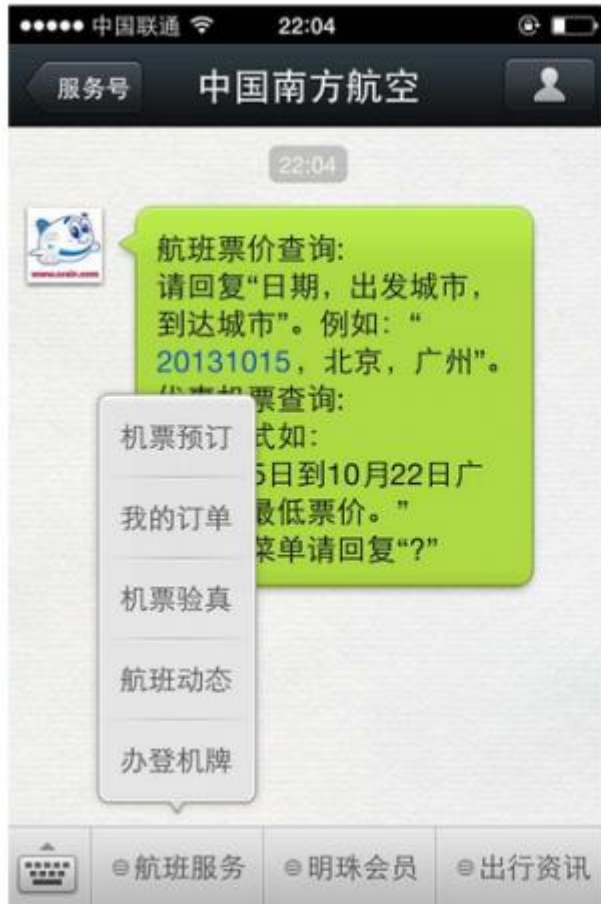 中国联通 22:04
服务号 中国南方航空
22:04
航班票价查询:
请回复“日期，出发城市，
到达城市”。例如：“
20131015，北京，广州”。
票查询:
式如:
5日到10月22日广
最低票价。”
菜单请回复“?”
www.csair.com
机票预订
我的订单
机票验真
航班动态
办登机牌
航班服务 明珠会员 出行资讯